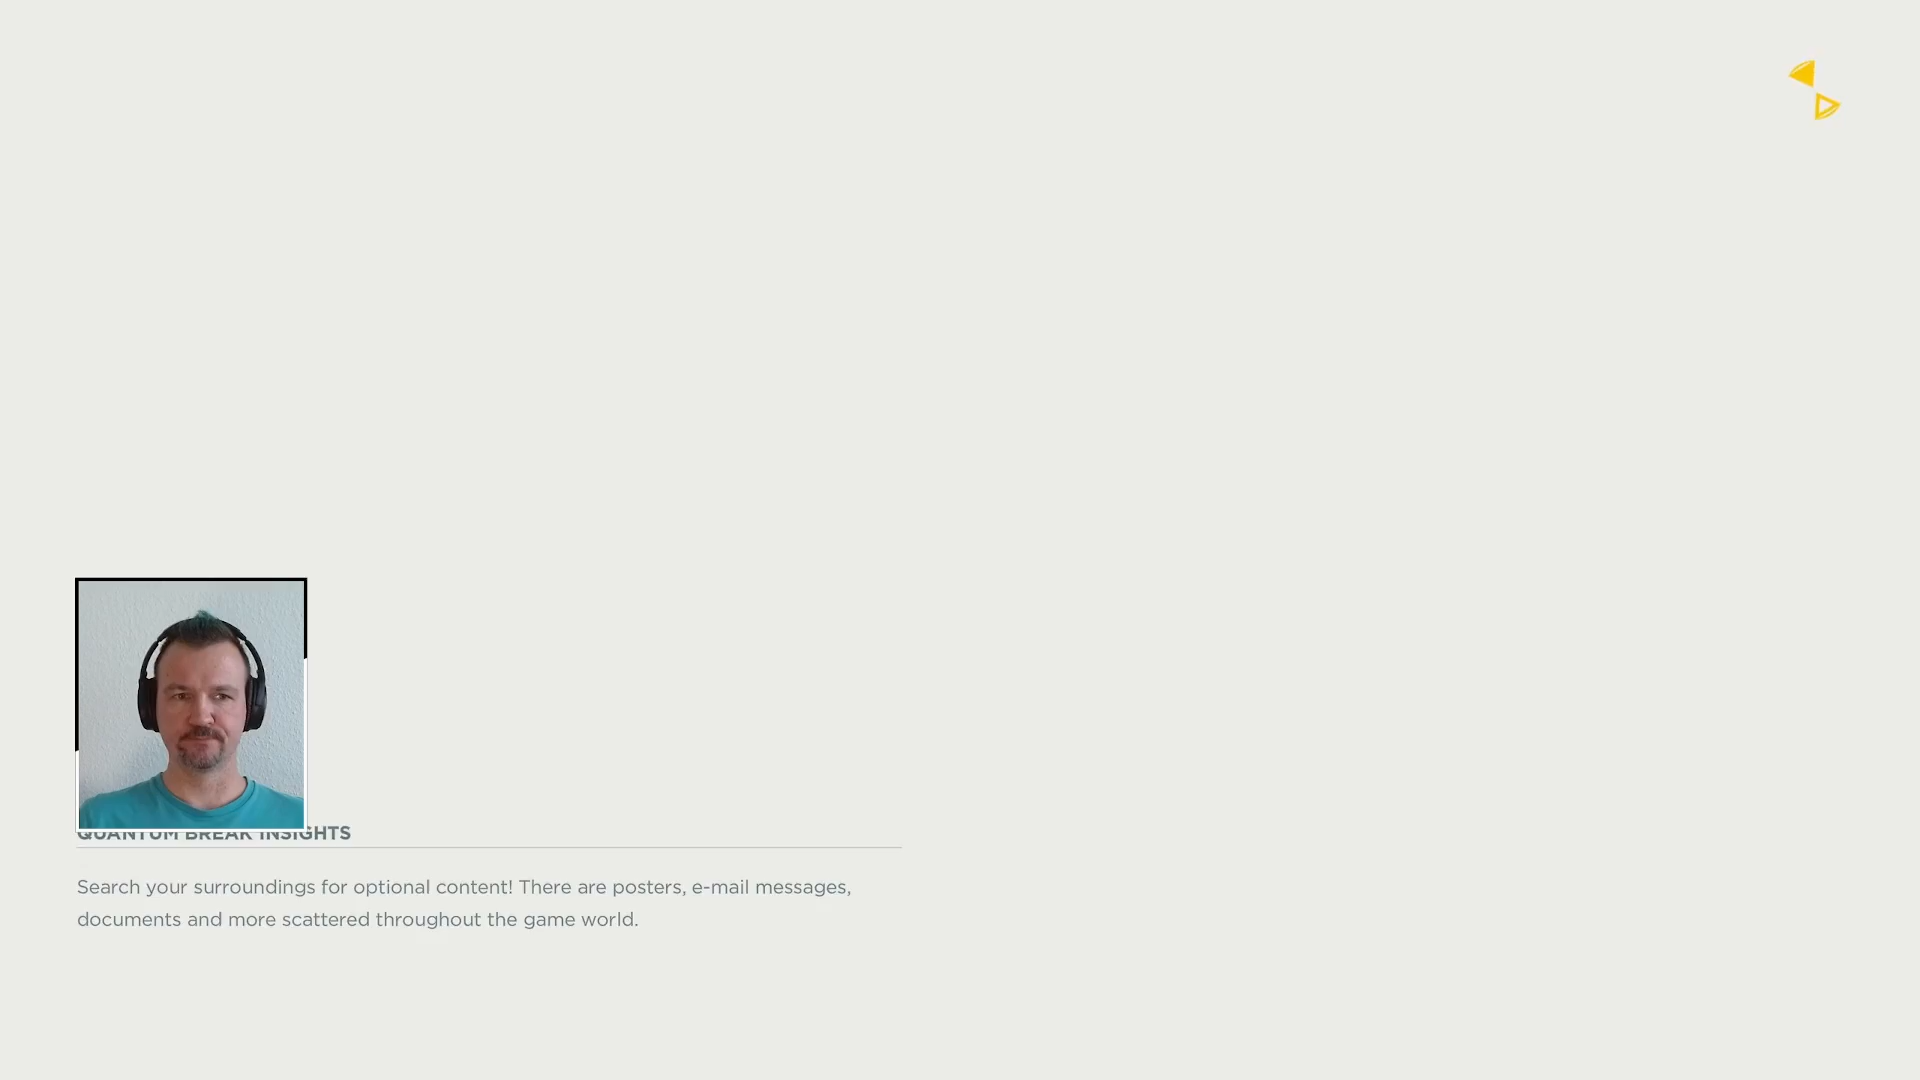 QUANTUM BREAK INSIGHTS
Search your surroundings for optional content! There are posters, e-mail messages,
documents and more scattered throughout the game world.